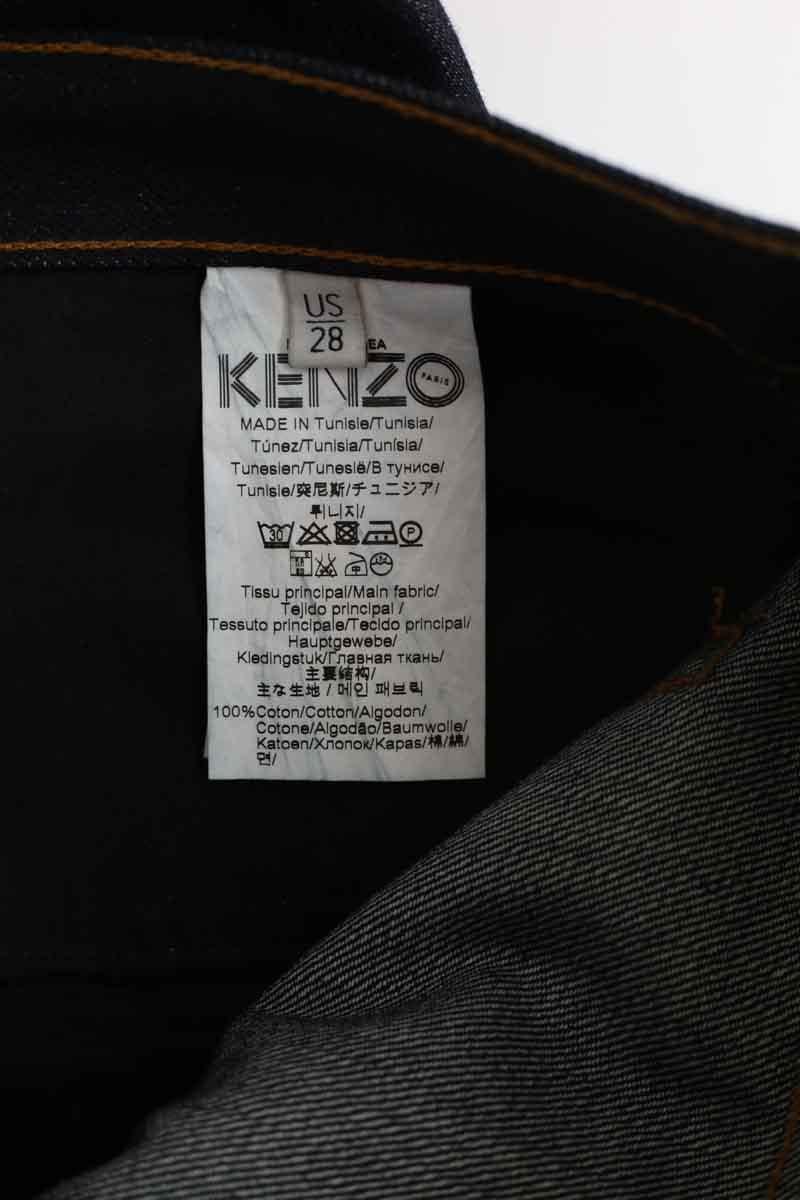 US
28
EA
KENZO
PARIS
MADE IN Tunisie/Tunisia/
Túnez/Tunisia/Tunísia/
Tunesien/Tunesië/В тунисе/
Tunisie/突尼斯/チュニジア/
튀니지/
30 P
Tissu principal/Main fabric/
Tejido principal /
Tessuto principale/Tecido principal/
Hauptgewebe/
Kledingstuk/Главная ткань/
主要结构/
主な生地 / 메인 패브릭
100%Coton/Cotton/Algodon/
Cotone/Algodão/Baumwolle/
Katoen/Хлопок/Kapas/棉/綿/
면/